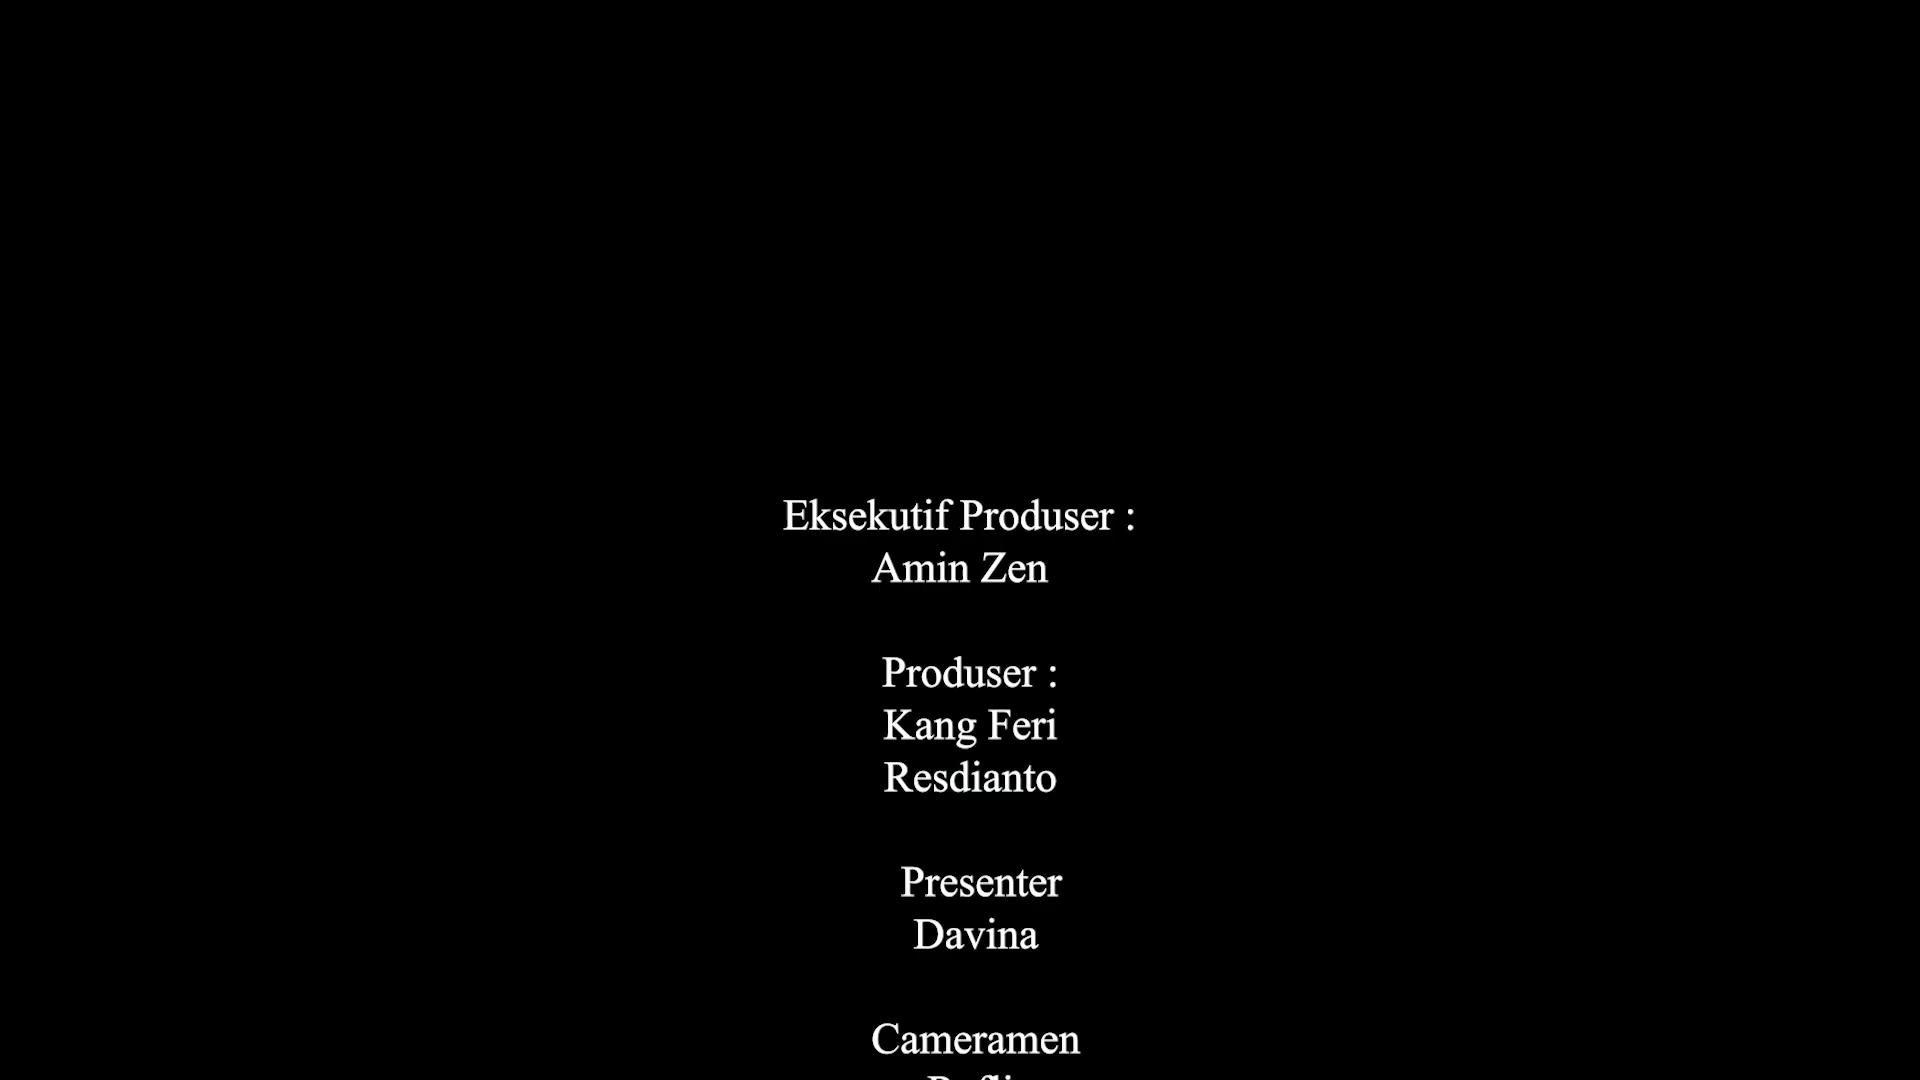 Eksekutif Produser :
Amin Zen
Produser :
Kang Feri
Resdianto
Presenter
Davina
Cameramen